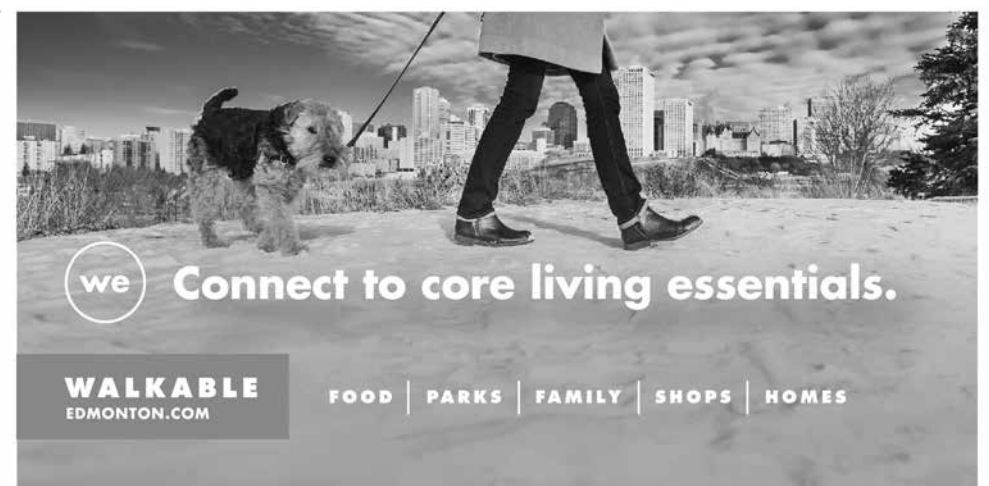 we Connect to core living essentials.
WALKABLE
EDMONTON.COM
FOOD | PARKS | FAMILY | SHOPS | HOMES